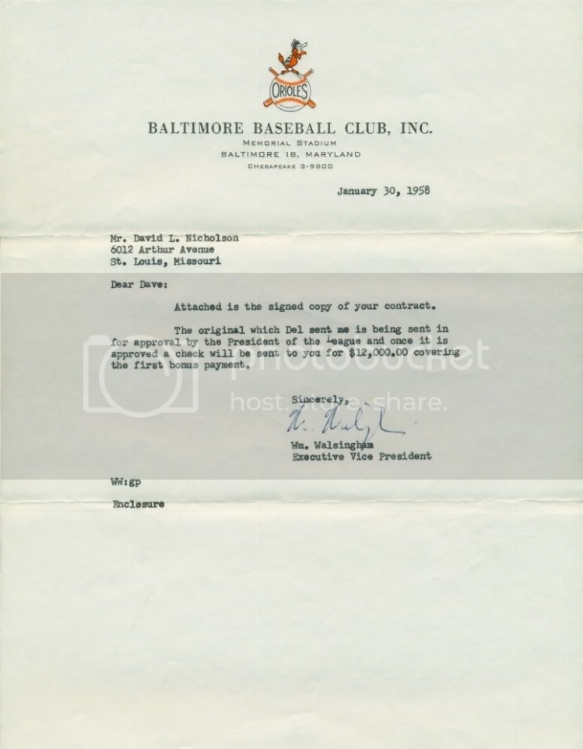 ORIOLES
BALTIMORE BASEBALL CLUB, INC.
MEMORIAL STADIUM
BALTIMORE 18, MARYLAND
CHESAPEAKE 3-9800
January 30, 1958
Mr. David L. Nicholson
6012 Arthur Avenue
St. Louis, Missouri
Dear Dave:
Attached is the signed copy of your contract.
The original which Del sent me is being sent in
for approval by the President of the League and once it is
approved a check will be sent to you for $12,000.00 covering
the first bonus payment.
photobucket
host. store. share.
Sincerely,
Wm. Walsingham
Executive Vice President
WW:gp
Enclosure